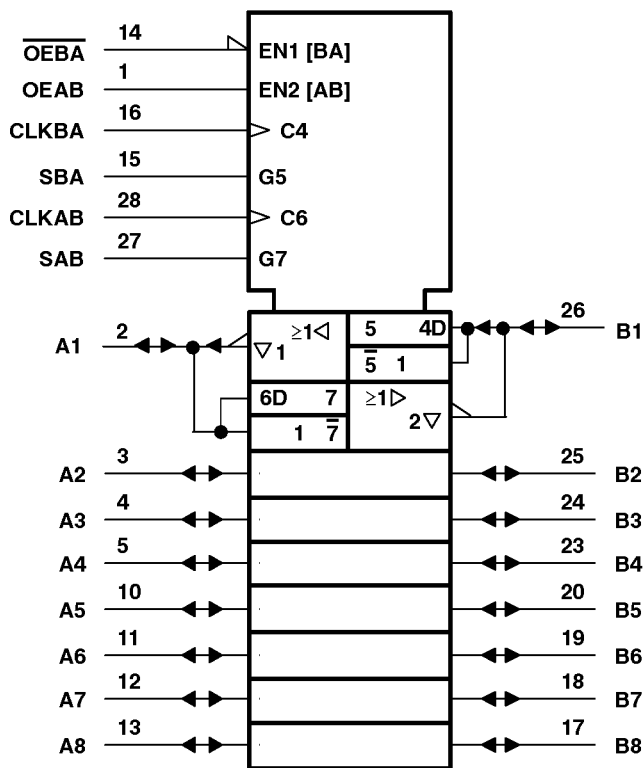 14
OEBA EN1 [BA]
1
OEAB EN2 [AB]
16
CLKBA C4
15
SBA G5
28
CLKAB C6
27
SAB G7
26
≥1 5 4D B1
2
A1 ▽1 5̅ 1
6D 7 ≥1
1 7̅ 2▽
3 25
A2 B2
4 24
A3 B3
5 23
A4 B4
10 20
A5 B5
11 19
A6 B6
12 18
A7 B7
13 17
A8 B8